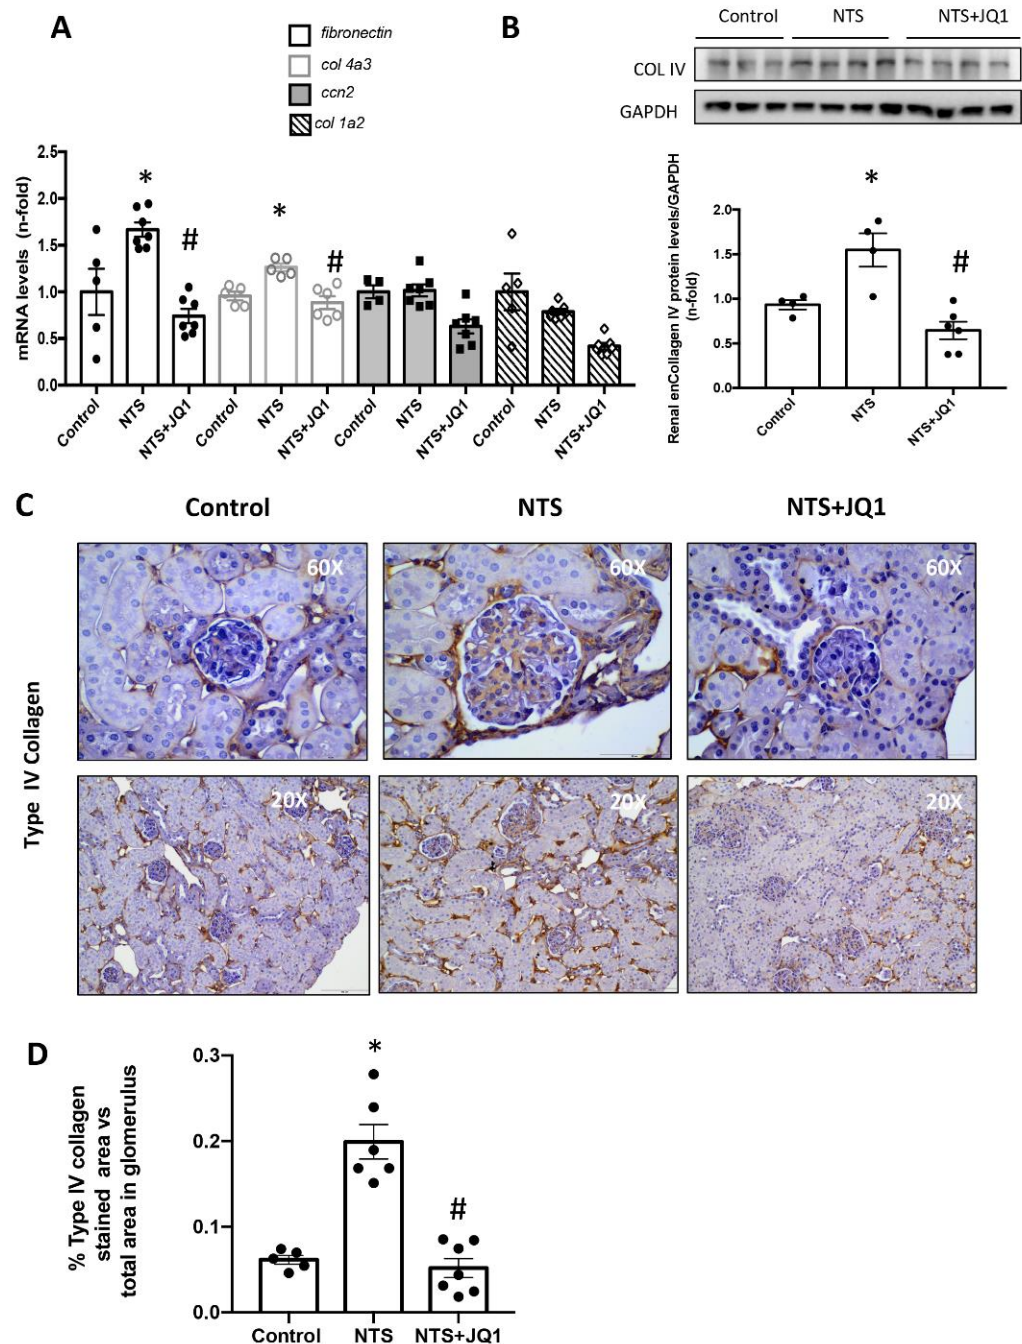 A
fibronectin
col 4a3
ccn2
col 1a2
mRNA levels (n-fold)
2.5
2.0
1.5
1.0
0.5
0.0
*
#
*
#
Control
NTS
NTS+JQ1
Control
NTS
NTS+JQ1
Control
NTS
NTS+JQ1
Control
NTS
NTS+JQ1
B
Control NTS NTS+JQ1
COL IV
GAPDH
Renal enCollagen IV protein levels/GAPDH
(n-fold)
2.0
1.5
1.0
0.5
0.0
*
#
Control
NTS
NTS+JQ1
C
Control NTS NTS+JQ1
Type IV Collagen
60X 60X 60X
20X 20X 20X
D
% Type IV collagen
stained area vs
total area in glomerulus
0.3
0.2
0.1
0.0
*
#
Control NTS NTS+JQ1